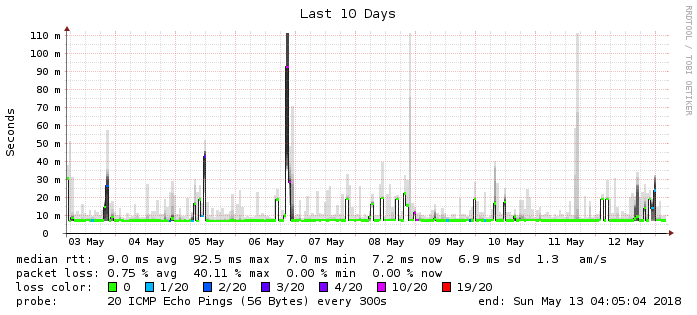 Last 10 Days
RRDTOOL / TOBI OETIKER
Seconds
110 m
100 m
90 m
80 m
70 m
60 m
50 m
40 m
30 m
20 m
10 m
0
03 May 04 May 05 May 06 May 07 May 08 May 09 May 10 May 11 May 12 May
median rtt: 9.0 ms avg 92.5 ms max 7.0 ms min 7.2 ms now 6.9 ms sd 1.3 am/s
packet loss: 0.75 % avg 40.11 % max 0.00 % min 0.00 % now
loss color: 0 1/20 2/20 3/20 4/20 10/20 19/20
probe: 20 ICMP Echo Pings (56 Bytes) every 300s end: Sun May 13 04:05:04 2018